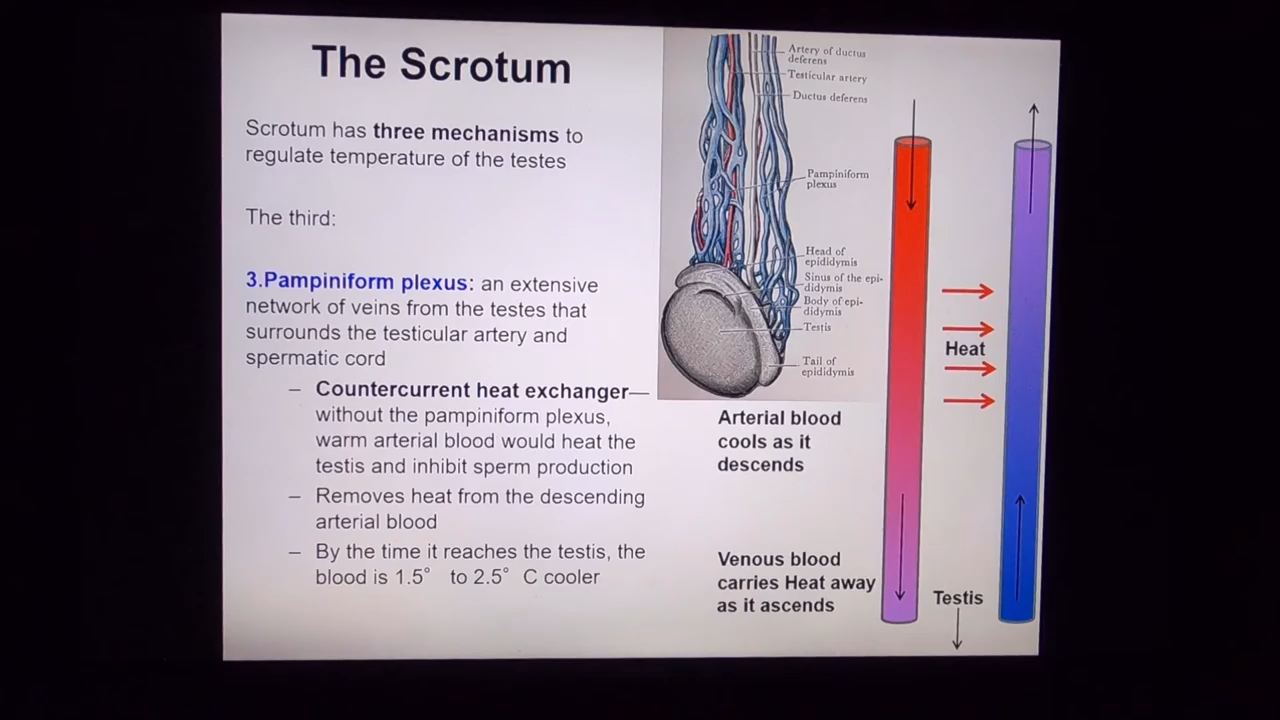 The Scrotum
Scrotum has three mechanisms to
regulate temperature of the testes
The third:
3.Pampiniform plexus: an extensive
network of veins from the testes that
surrounds the testicular artery and
spermatic cord
– Countercurrent heat exchanger—
without the pampiniform plexus,
warm arterial blood would heat the
testis and inhibit sperm production
– Removes heat from the descending
arterial blood
– By the time it reaches the testis, the
blood is 1.5° to 2.5° C cooler
Artery of ductus
deferens
Testicular artery
Ductus deferens
Pampiniform
plexus
Head of
epididymis
Sinus of the epi-
didymis
Body of epi-
didymis
Testis
Tail of
epididymis
Arterial blood
cools as it
descends
Venous blood
carries Heat away
as it ascends
Heat
Testis